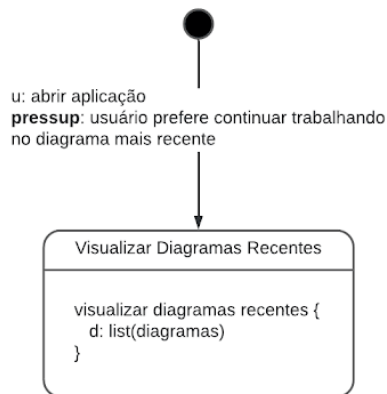 u: abrir aplicação
pressup: usuário prefere continuar trabalhando
no diagrama mais recente
Visualizar Diagramas Recentes
visualizar diagramas recentes {
d: list(diagramas)
}